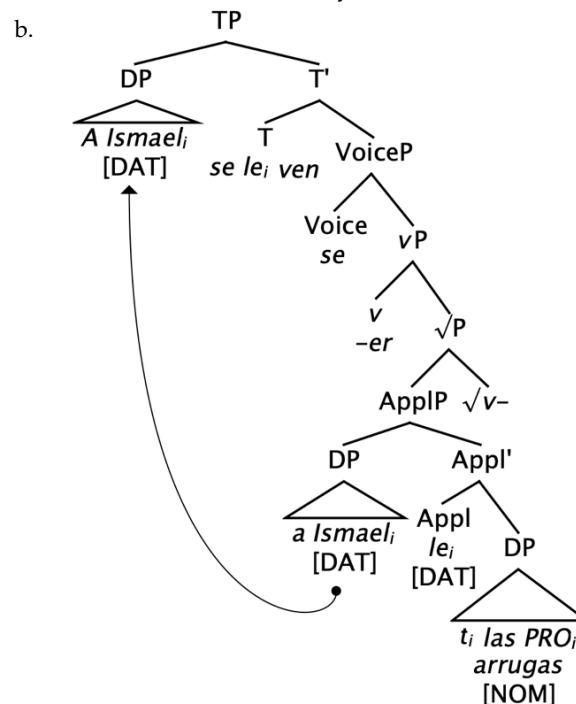 b.
TP
DP T'
A Ismaelᵢ T VoiceP
[DAT] se leᵢ ven
Voice vP
se
v √P
–er
ApplP √v–
DP Appl'
a Ismaelᵢ Appl DP
[DAT] leᵢ
[DAT]
tᵢ las PROᵢ
arrugas
[NOM]